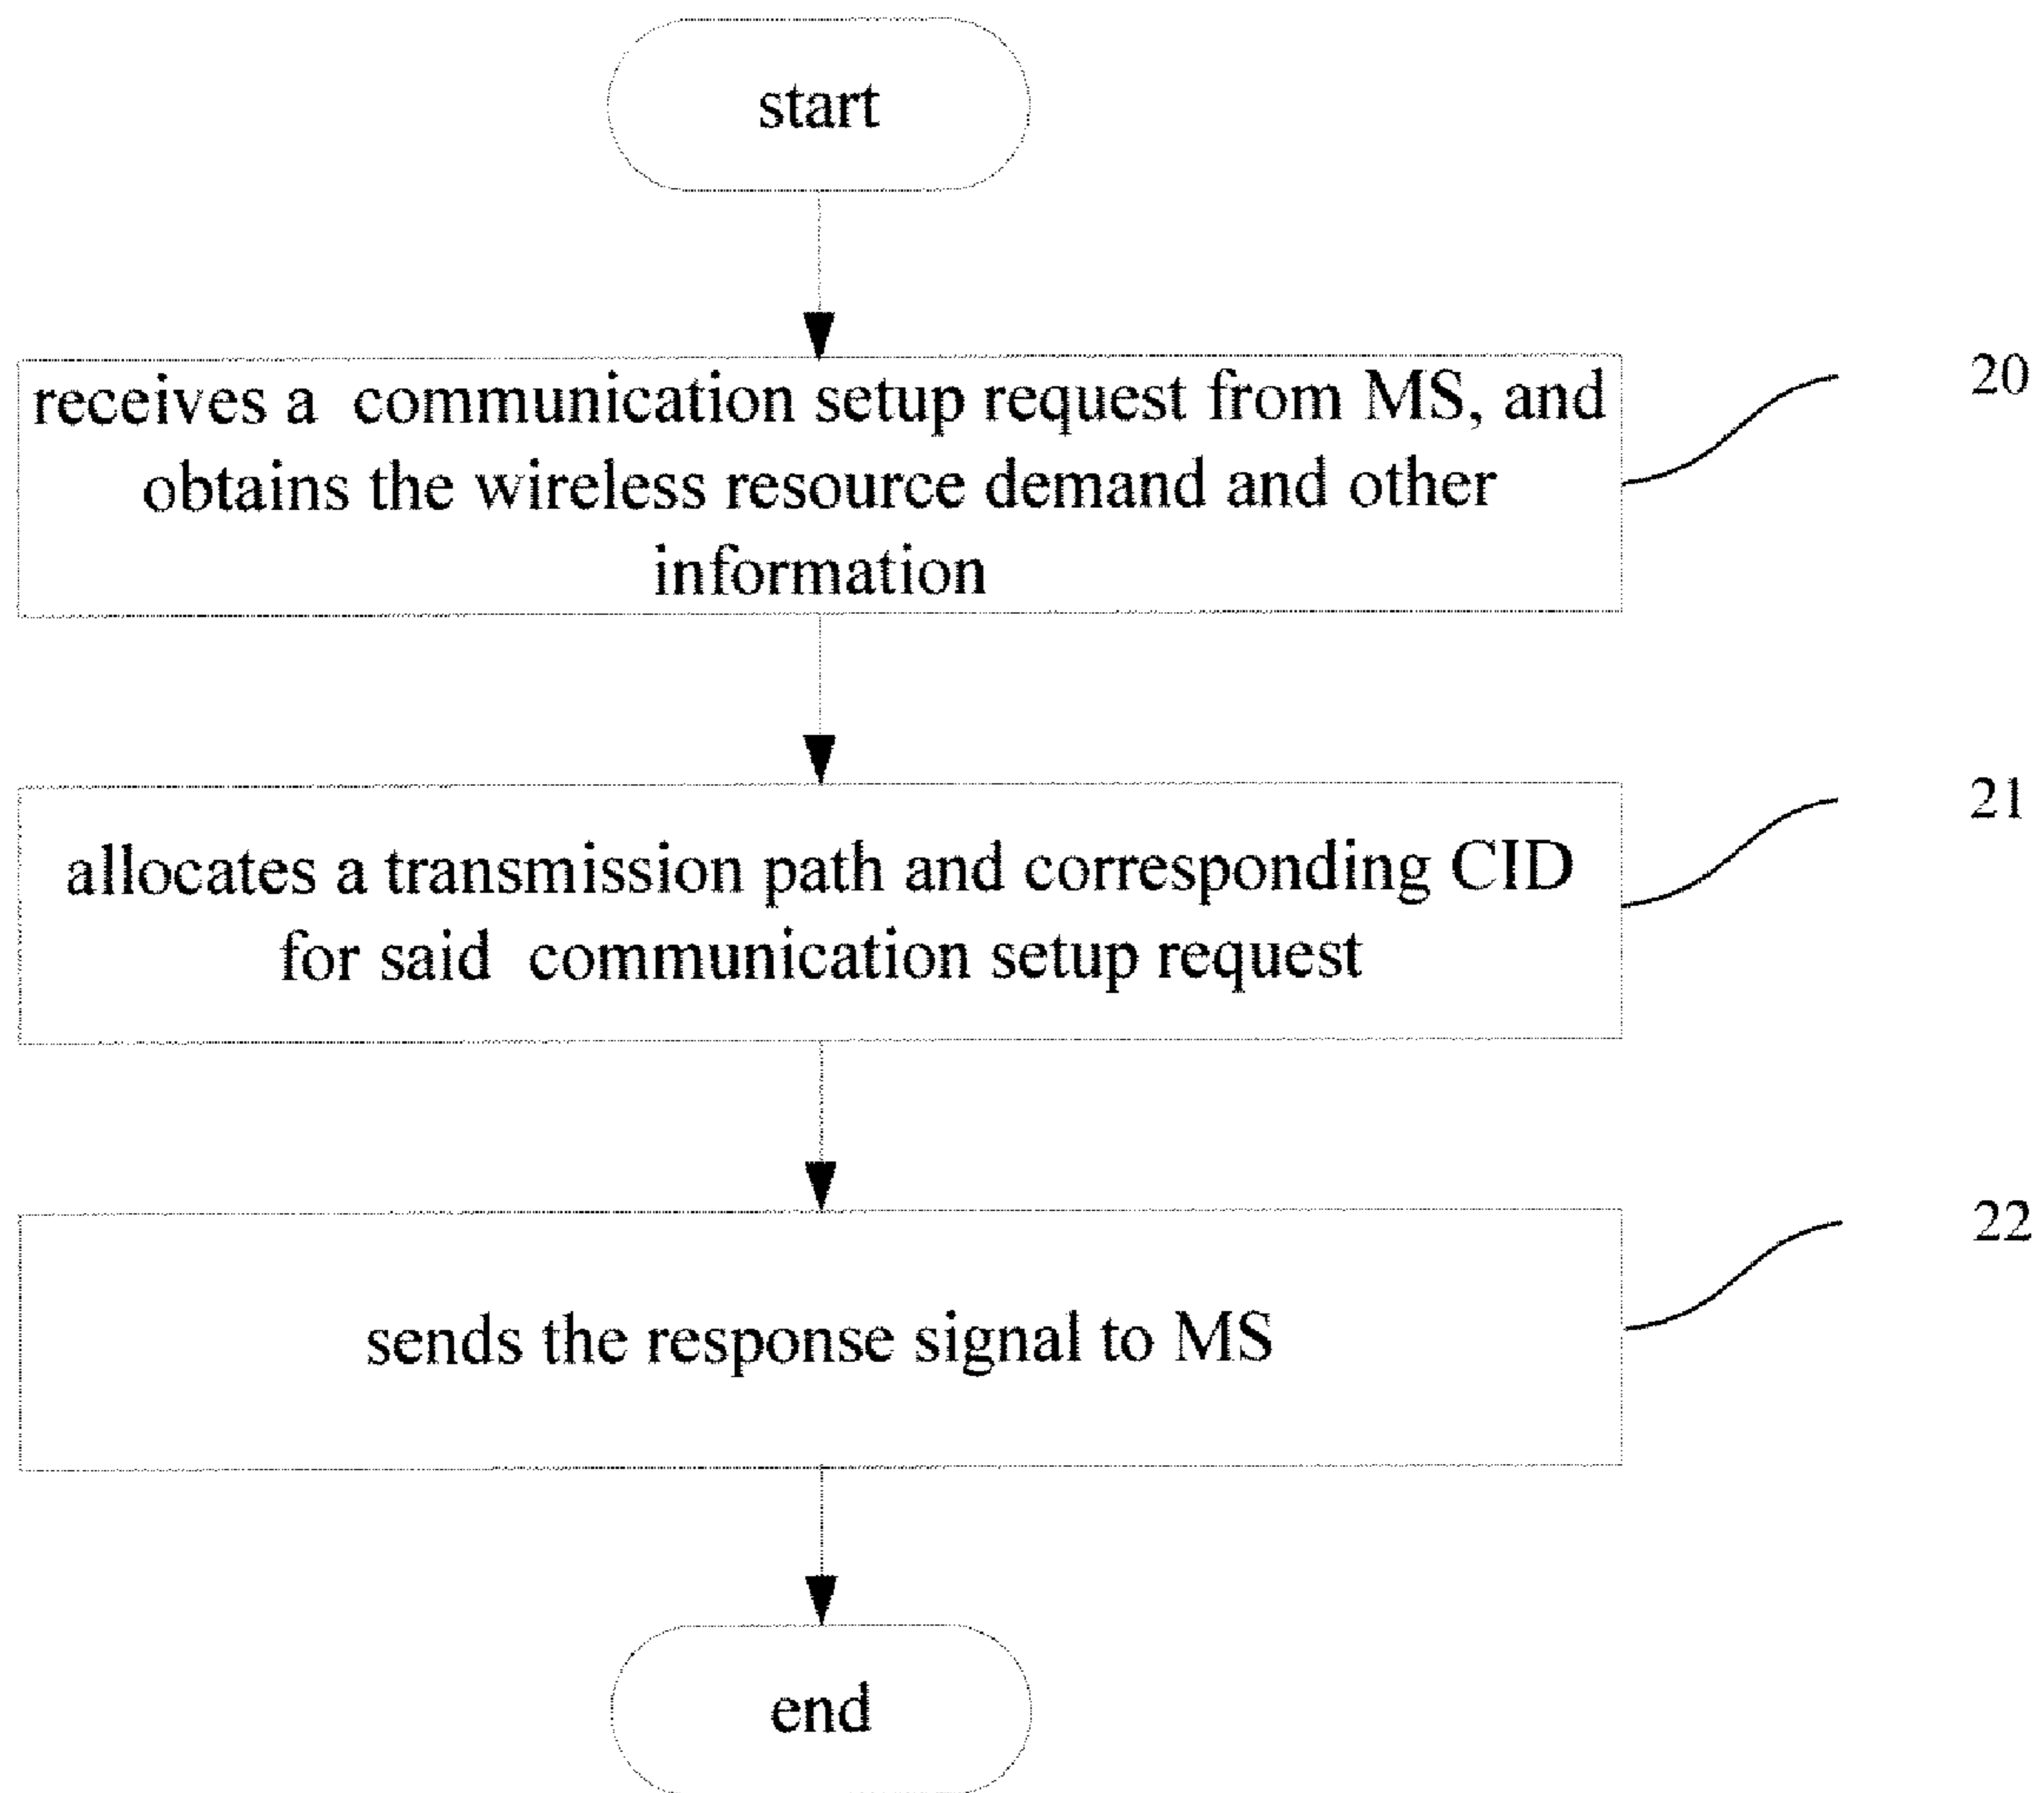 start
receives a communication setup request from MS, and
obtains the wireless resource demand and other
information
20
allocates a transmission path and corresponding CID
for said communication setup request
21
sends the response signal to MS
22
end